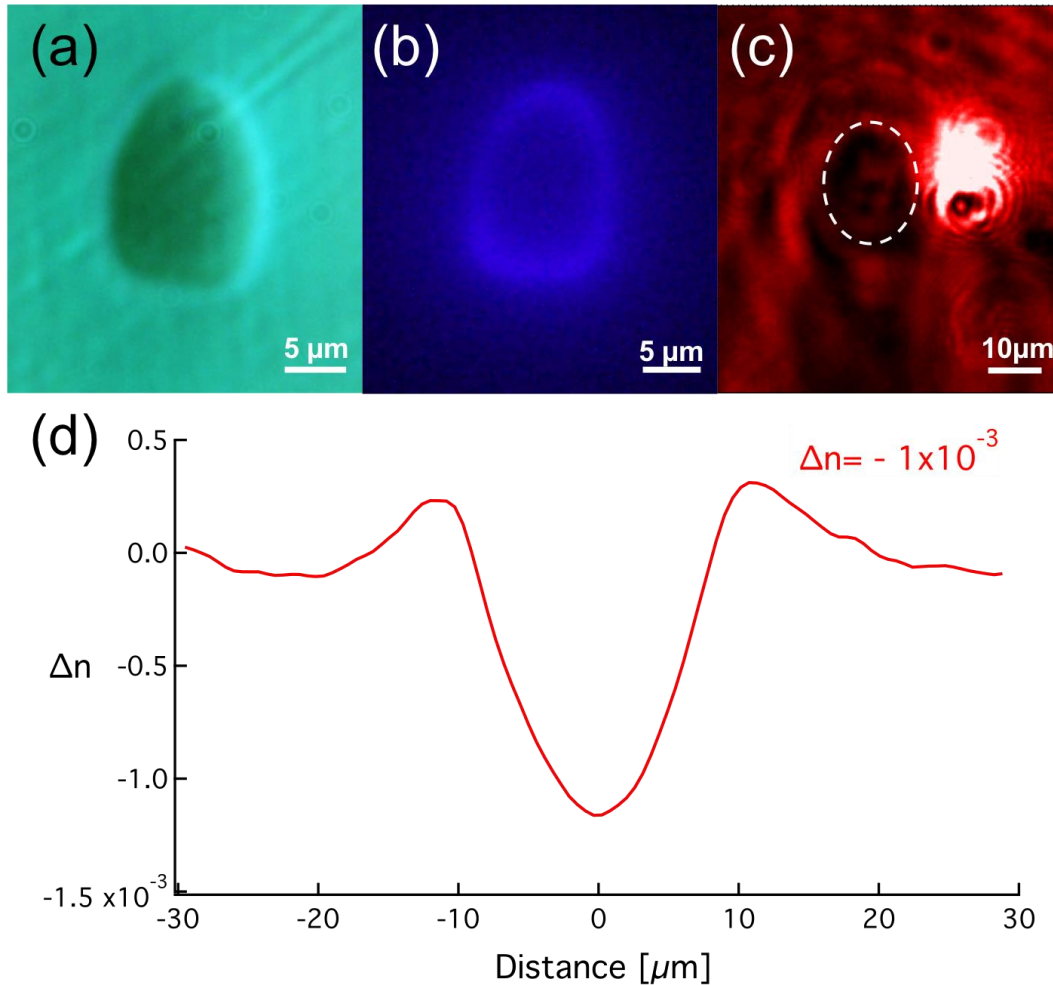 (a)
(b)
(c)
5 µm
5 µm
10µm
(d)
Δn= - 1x10⁻³
0.5
0.0
-0.5
-1.0
-1.5 x10⁻³
Δn
-30
-20
-10
0
10
20
30
Distance [µm]